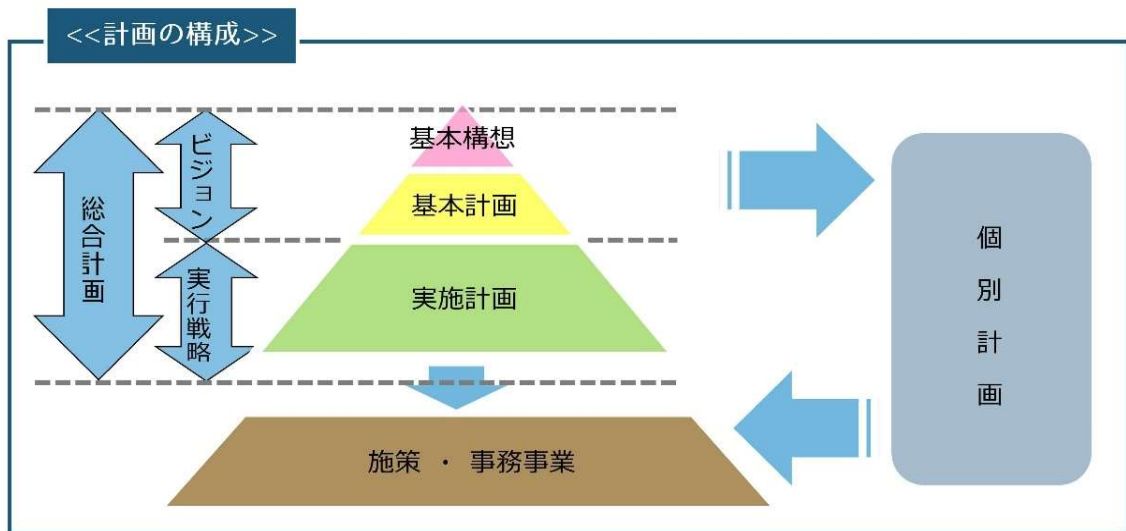 <<計画の構成>>
総合計画
ビジョン
実行戦略
基本構想
基本計画
実施計画
施策 ・ 事務事業
個別計画